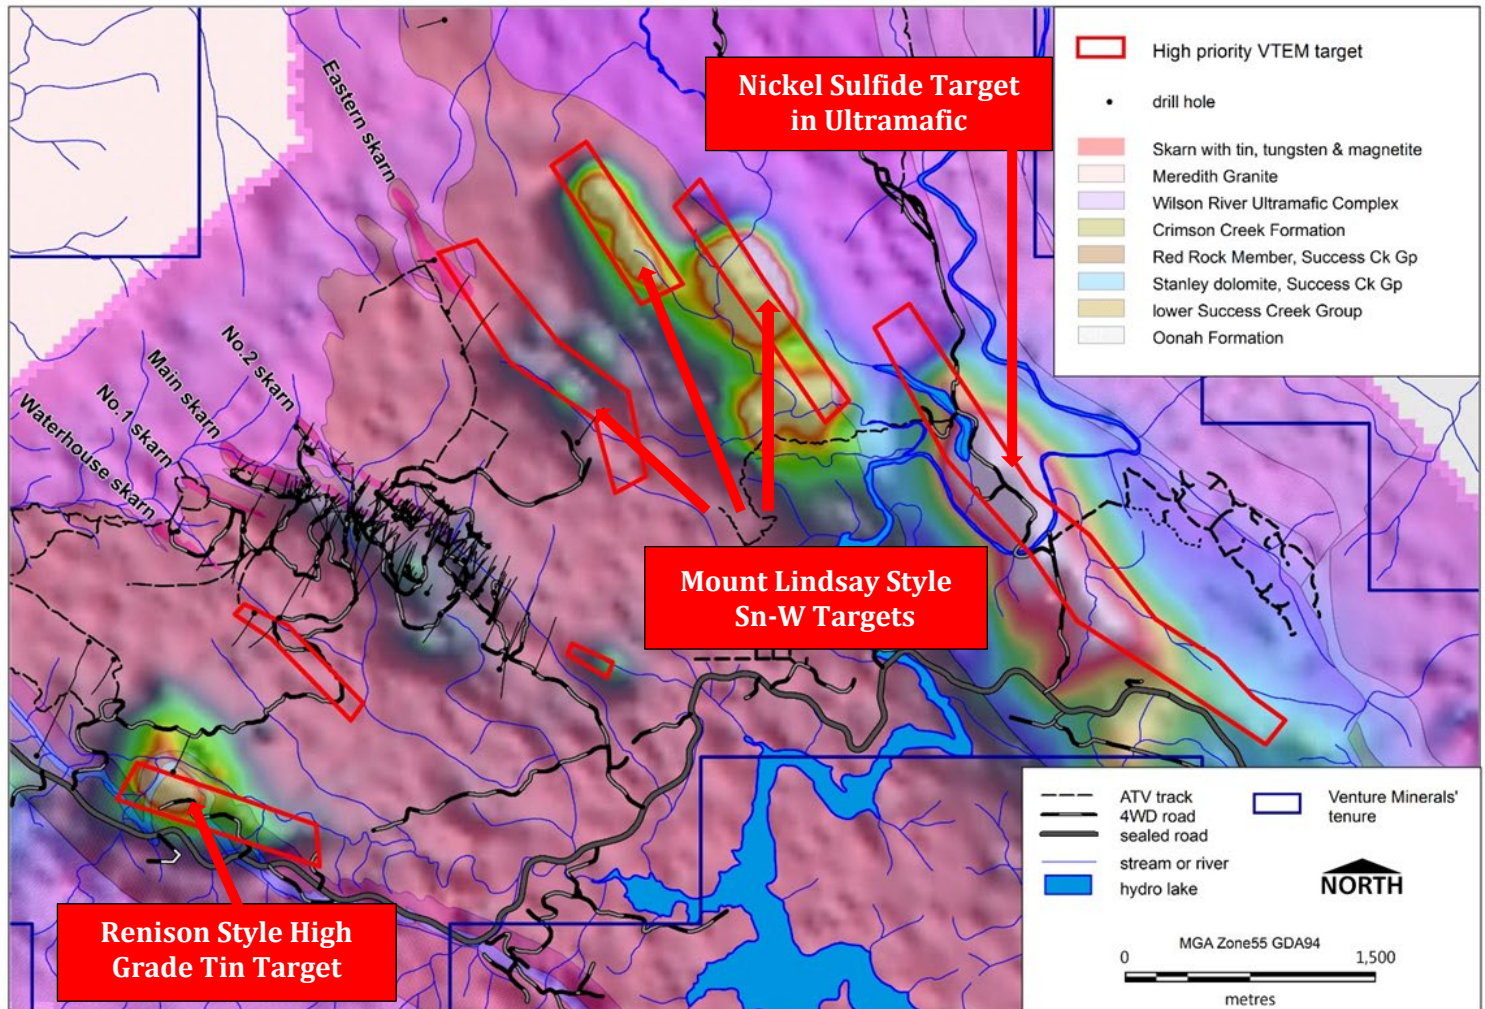 Nickel Sulfide Target
in Ultramafic
High priority VTEM target
drill hole
Skarn with tin, tungsten & magnetite
Meredith Granite
Wilson River Ultramafic Complex
Crimson Creek Formation
Red Rock Member, Success Ck Gp
Stanley dolomite, Success Ck Gp
lower Success Creek Group
Oonah Formation
Eastern skarn
No.2 skarn
Main skarn
No.1 skarn
Waterhouse skarn
Mount Lindsay Style
Sn-W Targets
Renison Style High
Grade Tin Target
ATV track
4WD road
sealed road
stream or river
hydro lake
Venture Minerals'
tenure
NORTH
MGA Zone55 GDA94
0 1,500
metres